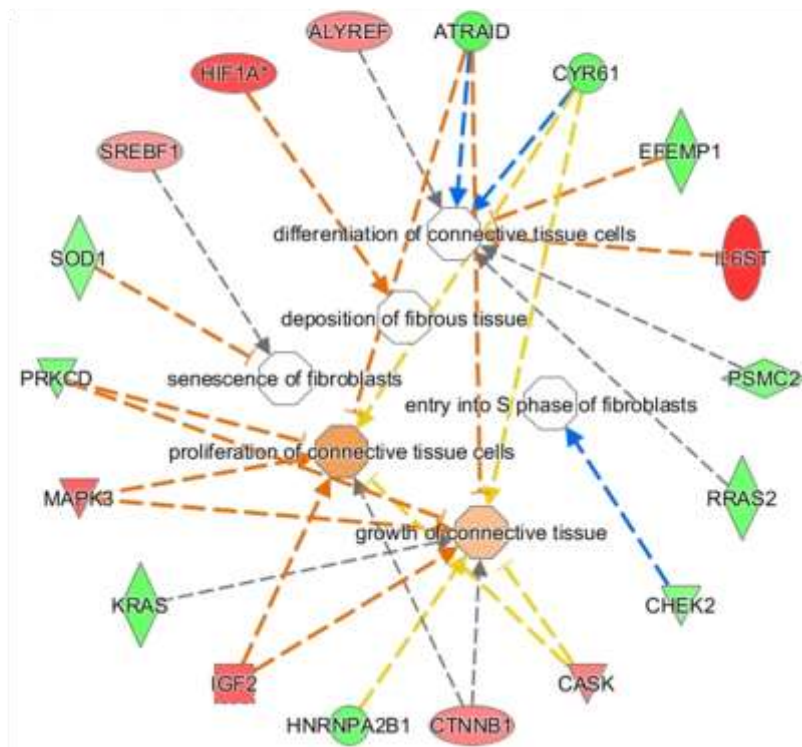 ALYREF
ATRAID
HIF1A*
CYR61
SREBF1
EFEMP1
differentiation of connective tissue cells
SOD1
IL6ST
deposition of fibrous tissue
PRKCD
senescence of fibroblasts
PSMC2
entry into S phase of fibroblasts
proliferation of connective tissue cells
MAPK3
RRAS2
growth of connective tissue
KRAS
CHEK2
IGF2
CASK
HNRNPA2B1
CTNNB1